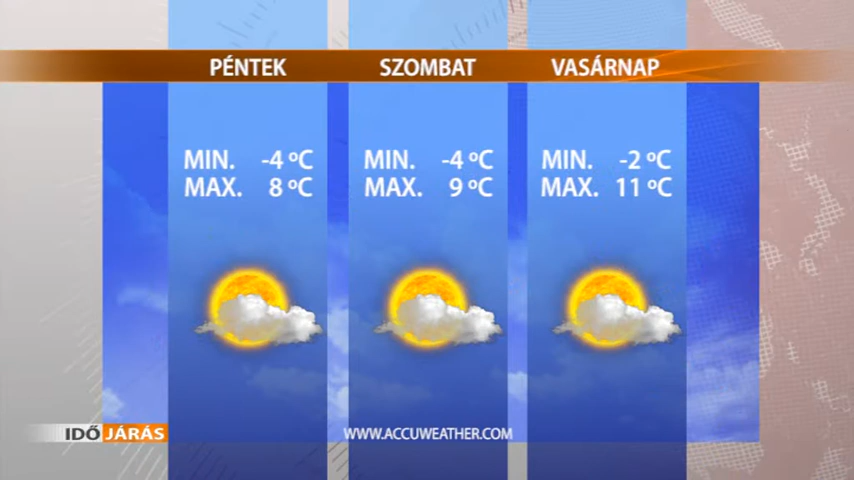 PÉNTEK
MIN. -4 ºC
MAX. 8 ºC
SZOMBAT
MIN. -4 ºC
MAX. 9 ºC
VASÁRNAP
MIN. -2 ºC
MAX. 11 ºC
IDŐJÁRÁS
WWW.ACCUWEATHER.COM